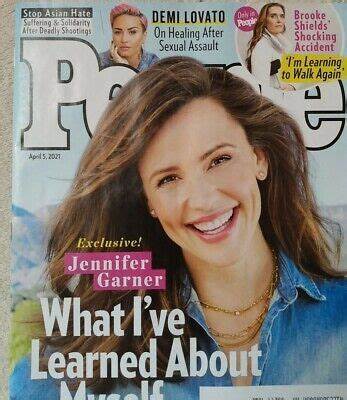 Stop Asian Hate
Suffering & Solidarity
After Deadly Shootings
DEMI LOVATO
On Healing After
Sexual Assault
Only in
People
Brooke
Shields'
Shocking
Accident
'I'm Learning
to Walk Again'
People
April 5, 2021
Exclusive!
Jennifer
Garner
What I've
Learned About
Myself